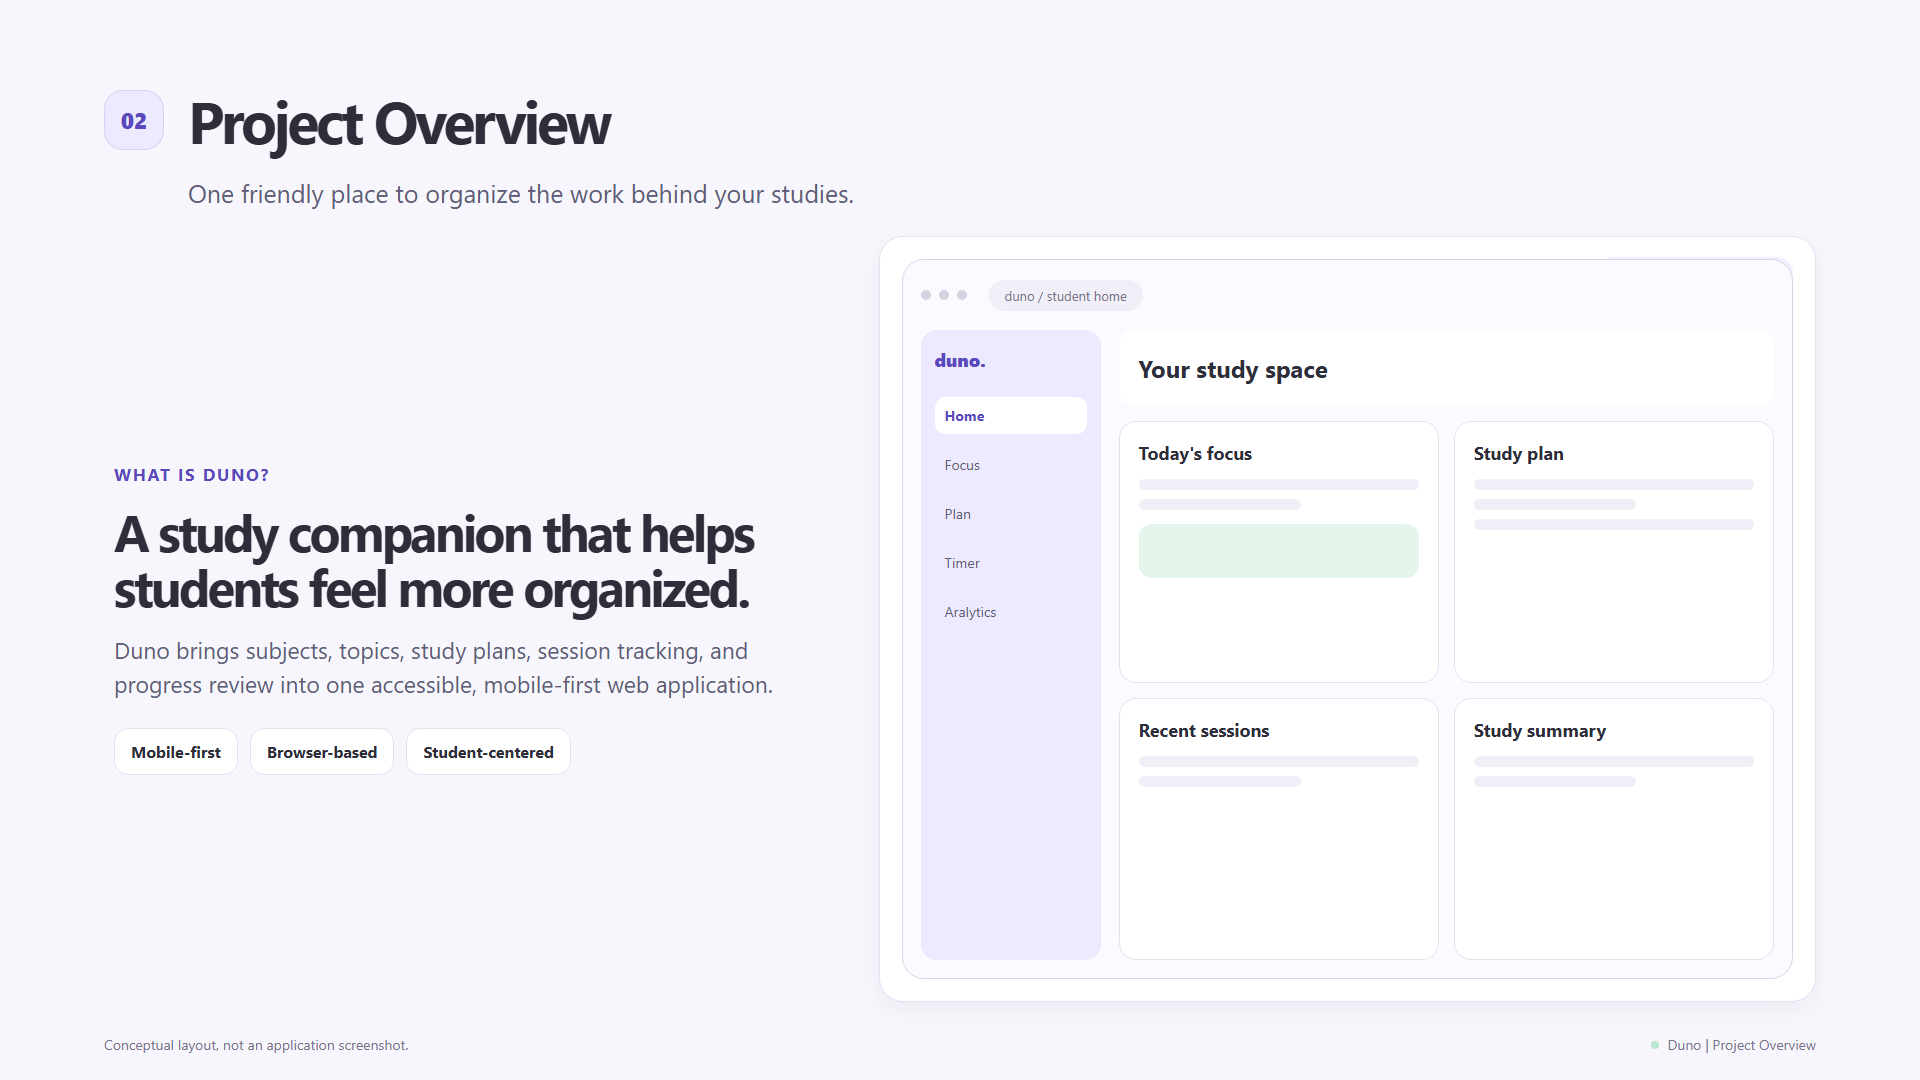 02
Project Overview
One friendly place to organize the work behind your studies.
WHAT IS DUNO?
A study companion that helps
students feel more organized.
Duno brings subjects, topics, study plans, session tracking, and
progress review into one accessible, mobile-first web application.
Mobile-first
Browser-based
Student-centered
duno / student home
duno.
Home
Focus
Plan
Timer
Aralytics
Your study space
Today's focus
Study plan
Recent sessions
Study summary
Conceptual layout, not an application screenshot.
Duno | Project Overview